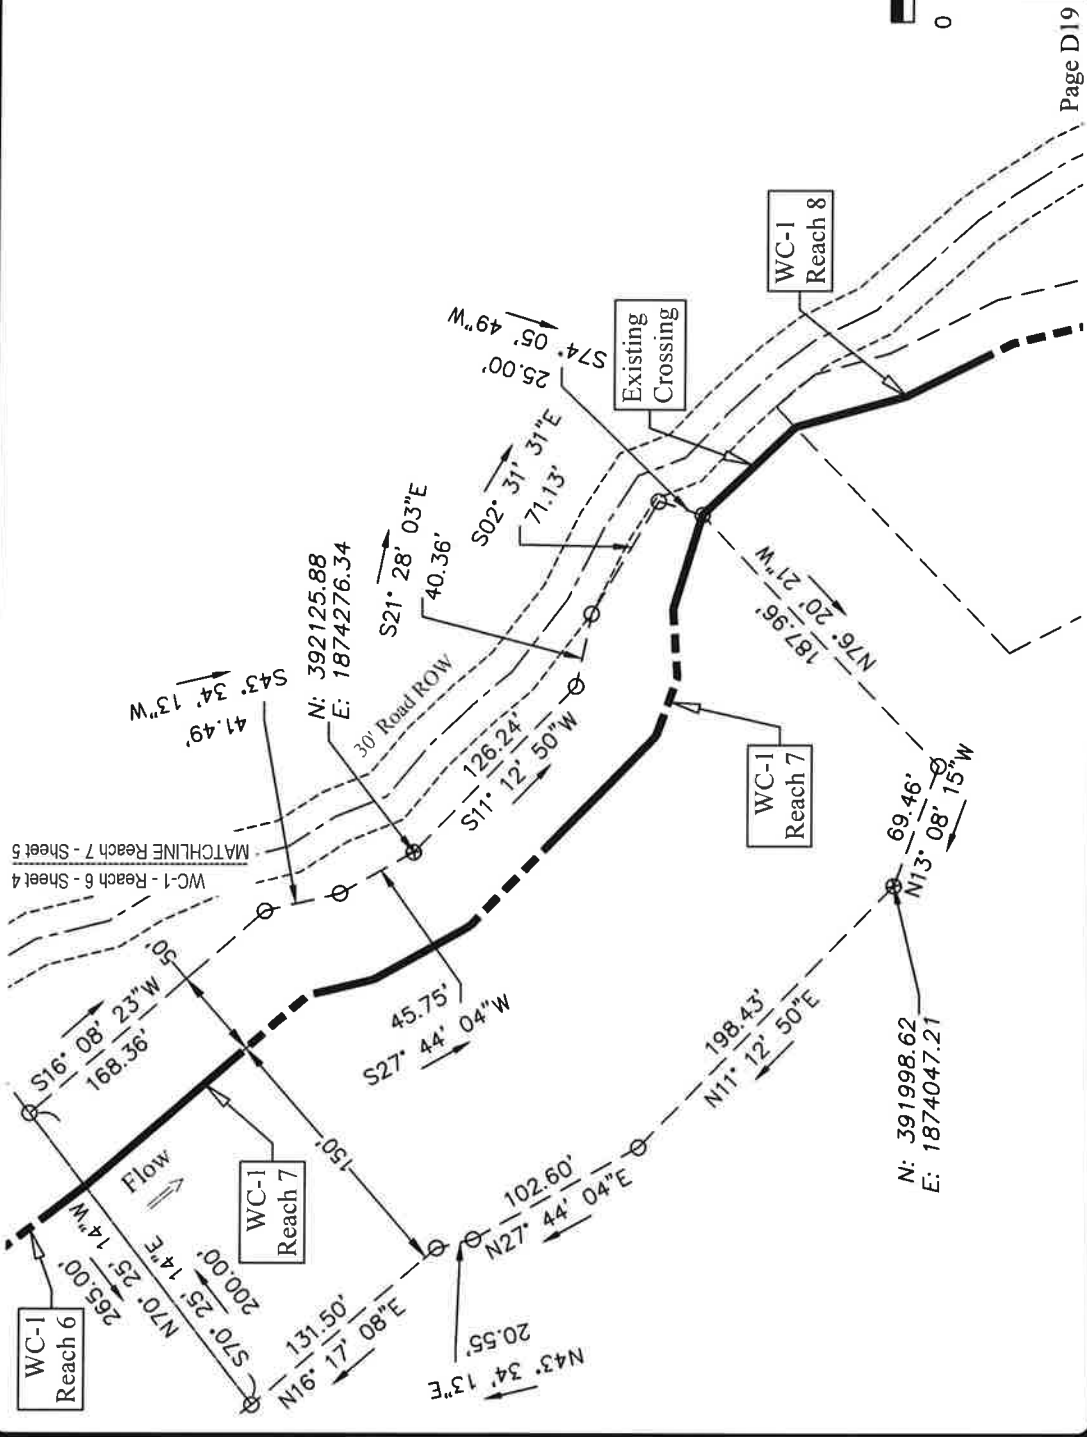 WC-1
Reach 6
265.00'
N70° 25' 14"W
S70° 25' 14"E
200.00'
Flow
WC-1
Reach 7
S16° 08' 23"W
168.36'
50'
WC-1 - Reach 6 - Sheet 4
MATCHLINE Reach 7 - Sheet 5
150'
131.50'
N16° 17' 08"E
N43° 34' 13"E
20.55'
102.60'
N27° 44' 04"E
45.75'
S27° 44' 04"W
41.49'
S43° 34' 13"W
N: 392125.88
E: 1874276.34
30' Road ROW
126.24'
S11° 12' 50"W
S21° 28' 03"E
40.36'
S02° 31' 31"E
71.13'
25.00'
S74° 05' 49"W
Existing
Crossing
WC-1
Reach 8
WC-1
Reach 7
187.96'
N76° 20' 21"W
69.46'
N13° 08' 15"W
198.43'
N11° 12' 50"E
N: 391998.62
E: 1874047.21
0
Page D19